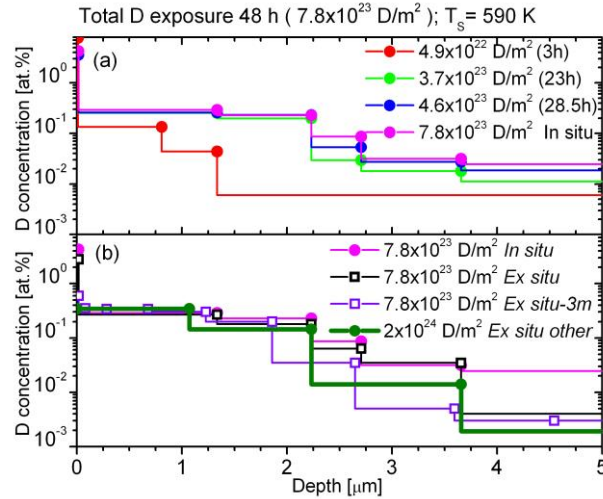 Total D exposure 48 h ( 7.8x10²³ D/m² ); Tₛ= 590 K
D concentration [at.%]
10⁰
10⁻¹
10⁻²
10⁻³
(a)
4.9x10²² D/m² (3h)
3.7x10²³ D/m² (23h)
4.6x10²³ D/m² (28.5h)
7.8x10²³ D/m² In situ
D concentration [at.%]
10⁰
10⁻¹
10⁻²
10⁻³
(b)
7.8x10²³ D/m² In situ
7.8x10²³ D/m² Ex situ
7.8x10²³ D/m² Ex situ-3m
2x10²⁴ D/m² Ex situ other
0 1 2 3 4 5
Depth [μm]